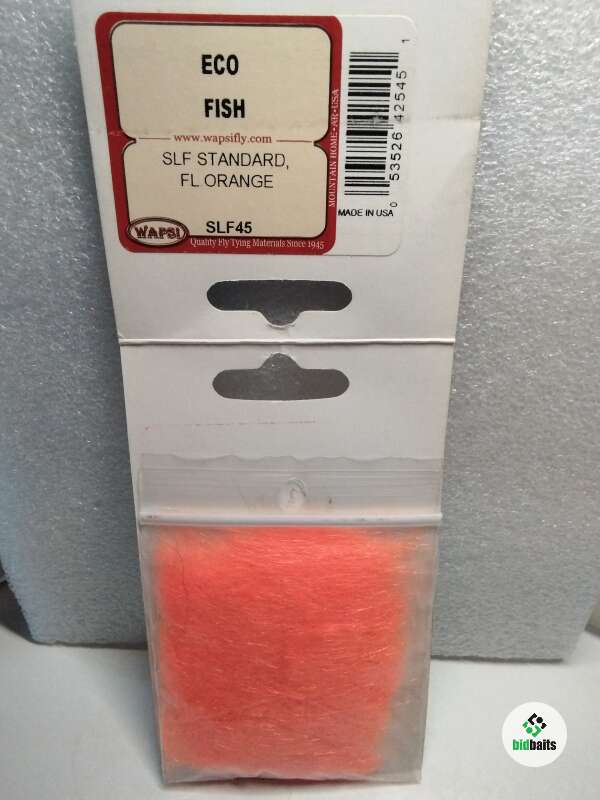 ECO
FISH
www.wapsifly.com
SLF STANDARD,
FL ORANGE
SLF45
WAPSI
Quality Fly Tying Materials Since 1945
MOUNTAIN HOME • AR • USA
0 53526 42545 1
MADE IN USA
bidbaits